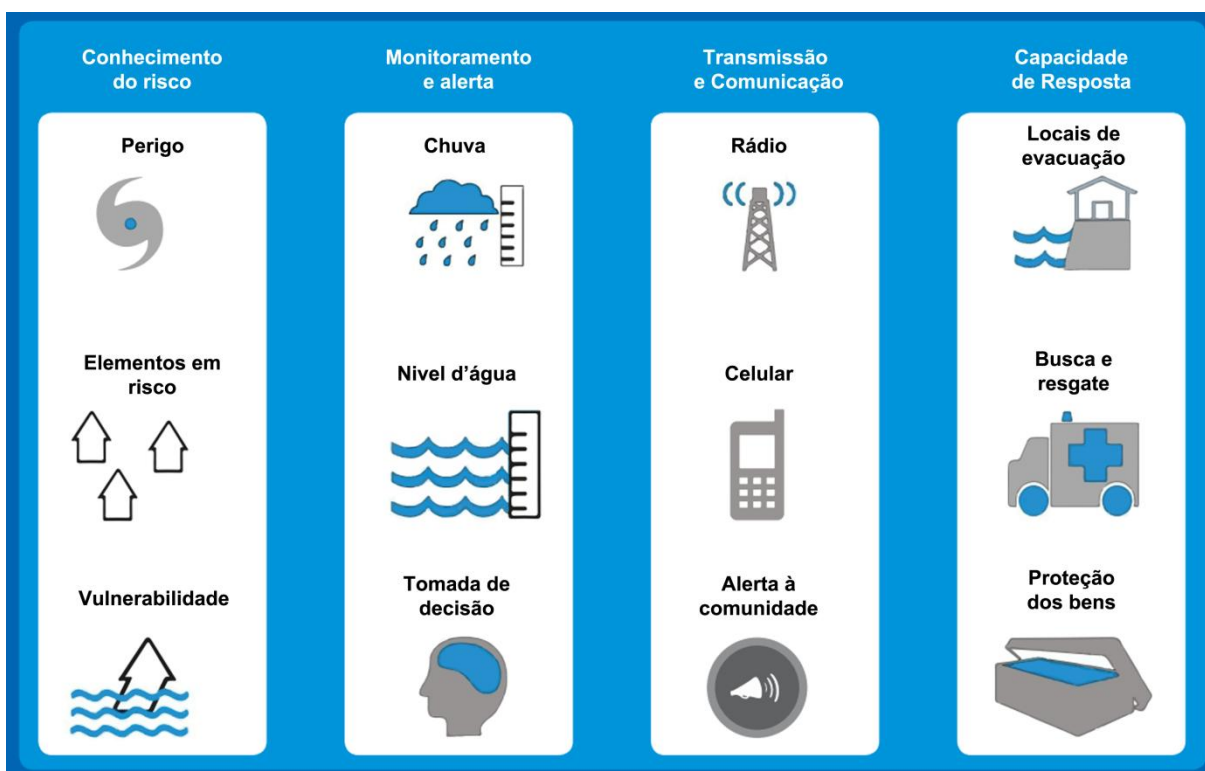 Conhecimento
do risco
Perigo
Elementos em
risco
Vulnerabilidade
Monitoramento
e alerta
Chuva
Nivel d’água
Tomada de
decisão
Transmissão
e Comunicação
Rádio
Celular
Alerta à
comunidade
Capacidade
de Resposta
Locais de
evacuação
Busca e
resgate
Proteção
dos bens